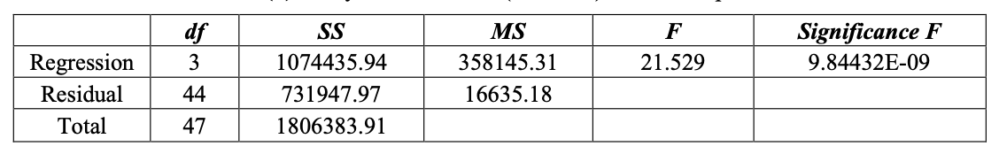 df SS MS F Significance F
Regression 3 1074435.94 358145.31 21.529 9.84432E-09
Residual 44 731947.97 16635.18
Total 47 1806383.91